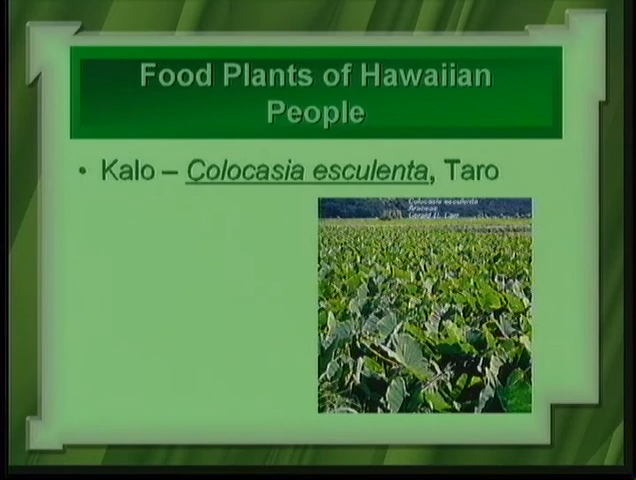 Food Plants of Hawaiian
People
• Kalo – Colocasia esculenta, Taro
Colocasia esculenta
Araceae
Gerald D. Carr